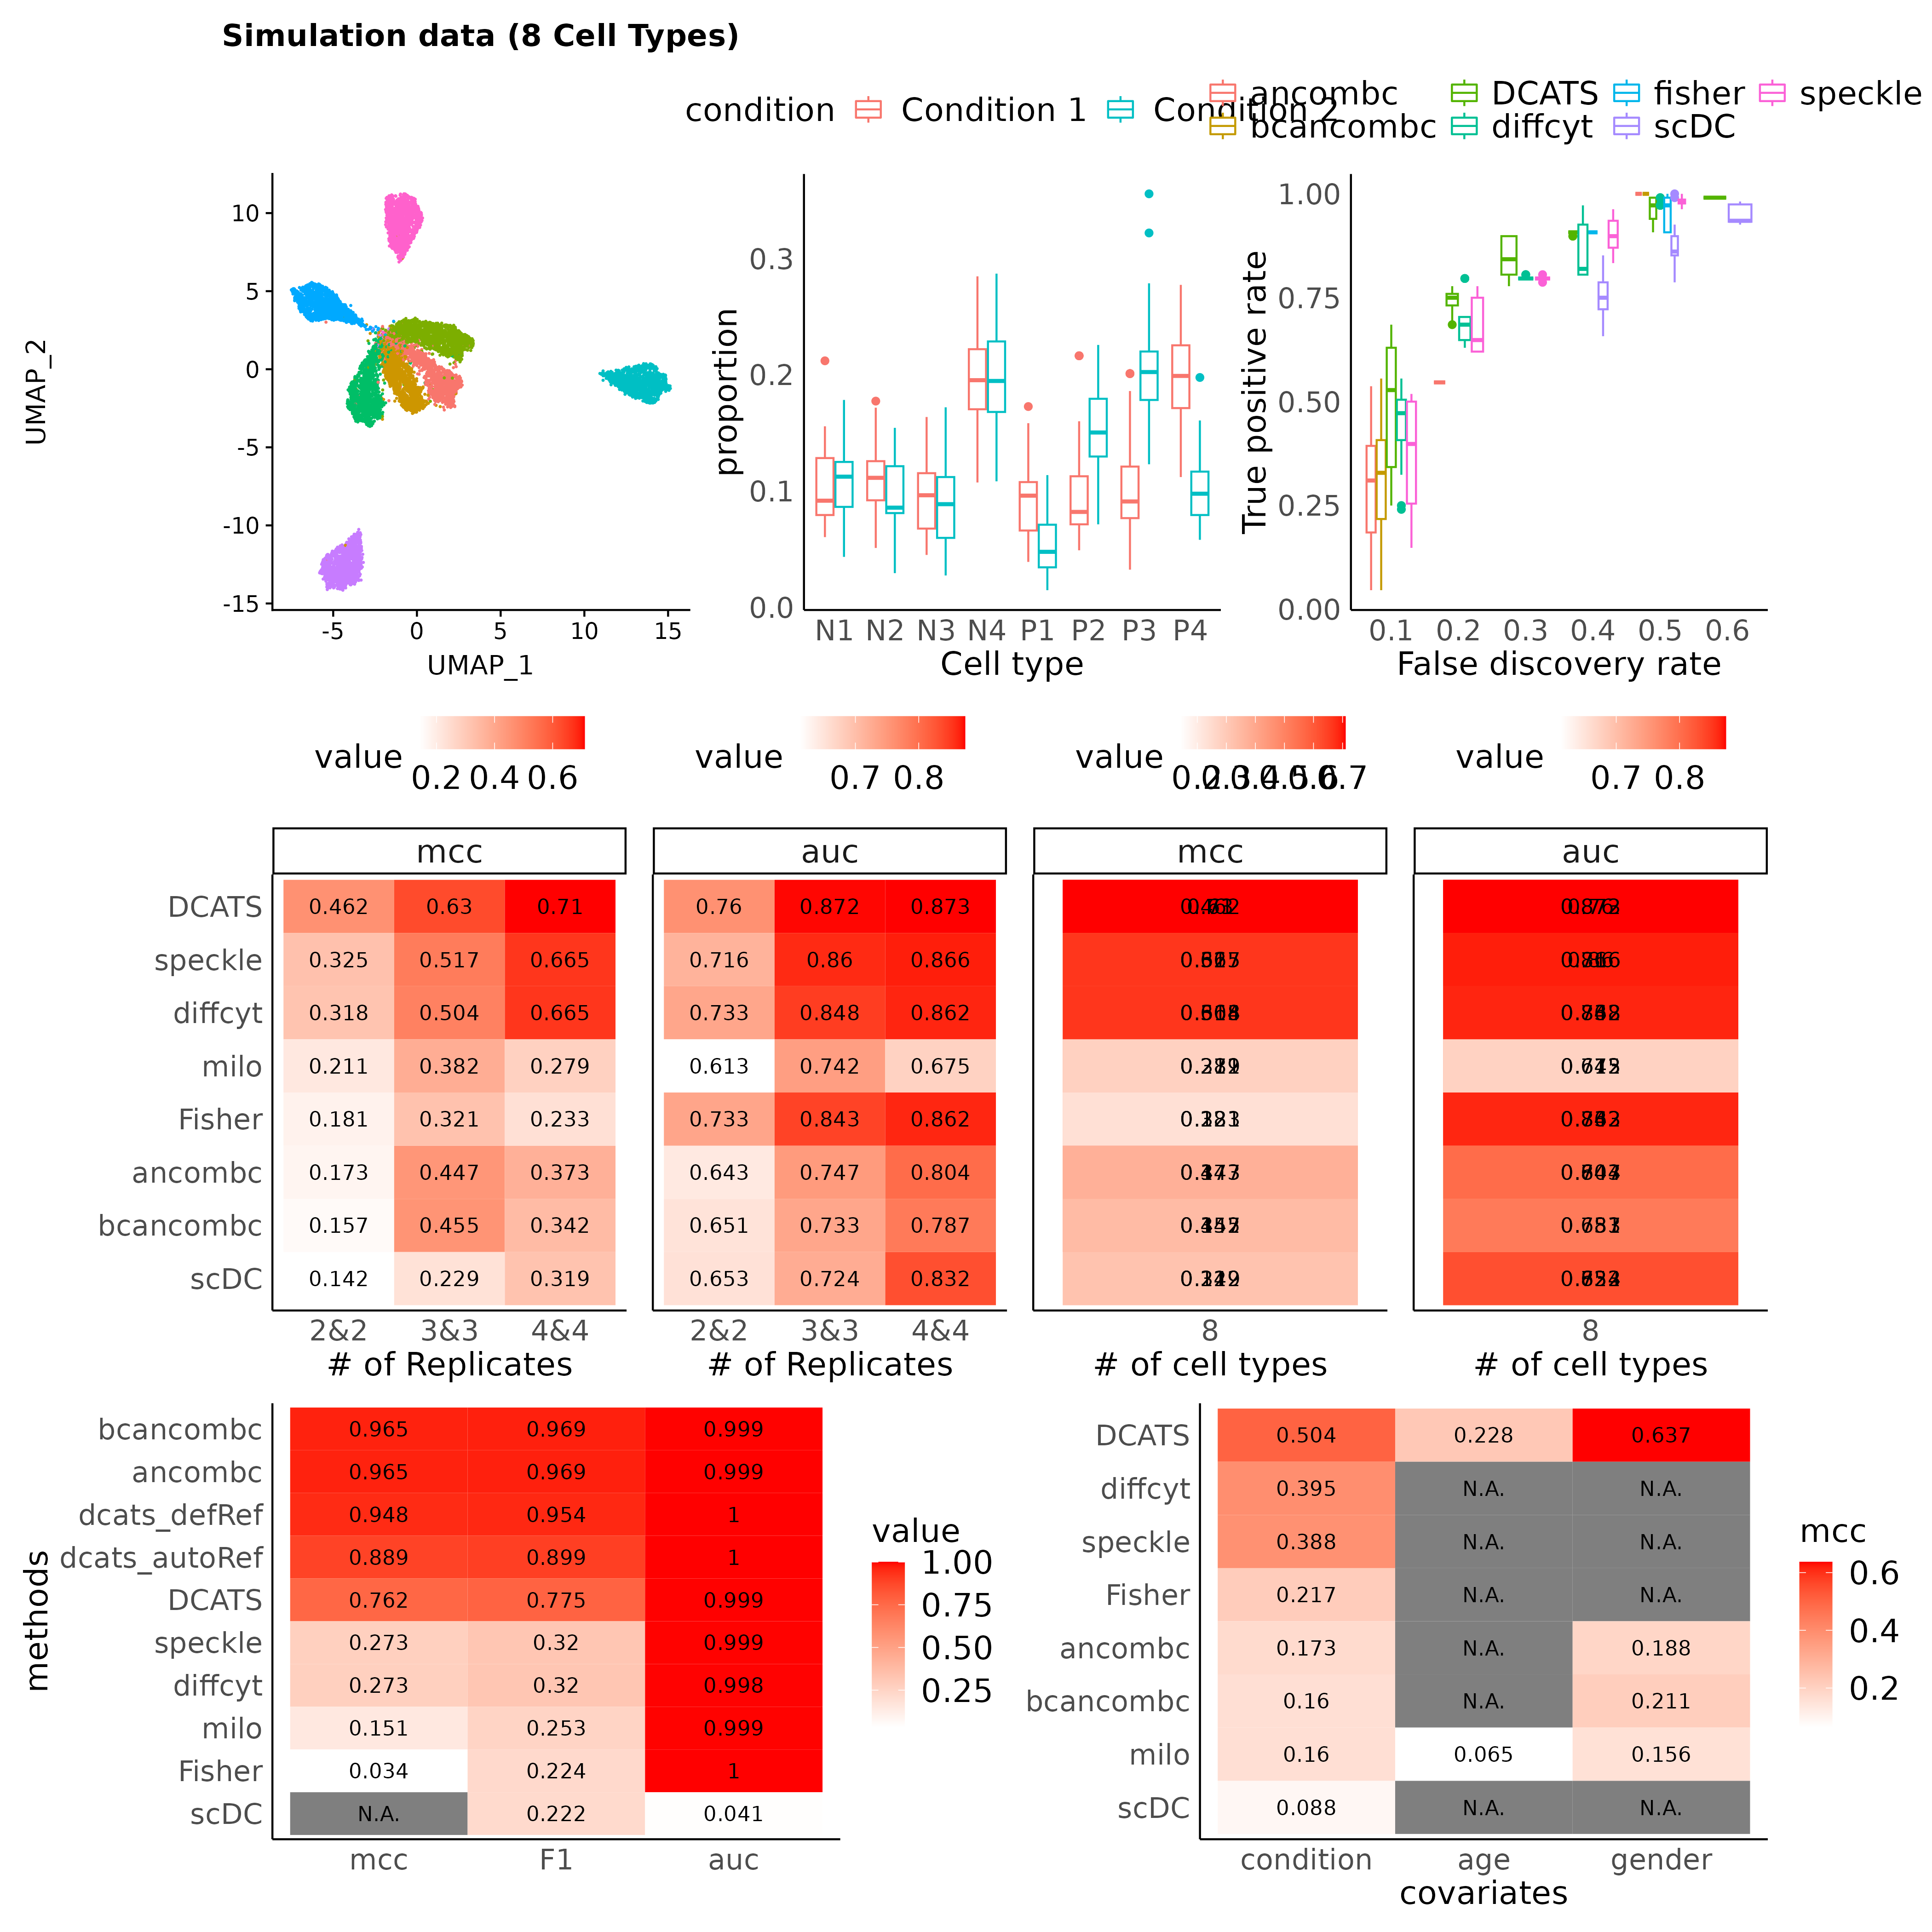 Simulation data (8 Cell Types)
condition Condition 1 Condition 2
ancombc DCATS fisher speckle
bcancombc diffcyt scDC
UMAP_2
10
5
0
-5
-10
-15
-5 0 5 10 15
UMAP_1
proportion
0.3
0.2
0.1
0.0
N1 N2 N3 N4 P1 P2 P3 P4
Cell type
True positive rate
1.00
0.75
0.50
0.25
0.00
0.1 0.2 0.3 0.4 0.5 0.6
False discovery rate
value 0.2 0.4 0.6
value 0.7 0.8
value 0.2 0.3 0.4 0.5 0.6 0.7
value 0.7 0.8
mcc auc mcc auc
DCATS 0.462 0.63 0.71 0.76 0.872 0.873
speckle 0.325 0.517 0.665 0.716 0.86 0.866
diffcyt 0.318 0.504 0.665 0.733 0.848 0.862
milo 0.211 0.382 0.279 0.613 0.742 0.675
Fisher 0.181 0.321 0.233 0.733 0.843 0.862
ancombc 0.173 0.447 0.373 0.643 0.747 0.804
bcancombc 0.157 0.455 0.342 0.651 0.733 0.787
scDC 0.142 0.229 0.319 0.653 0.724 0.832
2&2 3&3 4&4 2&2 3&3 4&4 8 8
# of Replicates # of Replicates # of cell types # of cell types
methods
bcancombc 0.965 0.969 0.999
ancombc 0.965 0.969 0.999
dcats_defRef 0.948 0.954 1
dcats_autoRef 0.889 0.899 1
DCATS 0.762 0.775 0.999
speckle 0.273 0.32 0.999
diffcyt 0.273 0.32 0.998
milo 0.151 0.253 0.999
Fisher 0.034 0.224 1
scDC N.A. 0.222 0.041
mcc F1 auc
value
1.00
0.75
0.50
0.25
DCATS 0.504 0.228 0.637
diffcyt 0.395 N.A. N.A.
speckle 0.388 N.A. N.A.
Fisher 0.217 N.A. N.A.
ancombc 0.173 N.A. 0.188
bcancombc 0.16 N.A. 0.211
milo 0.16 0.065 0.156
scDC 0.088 N.A. N.A.
condition age gender
covariates
mcc
0.6
0.4
0.2